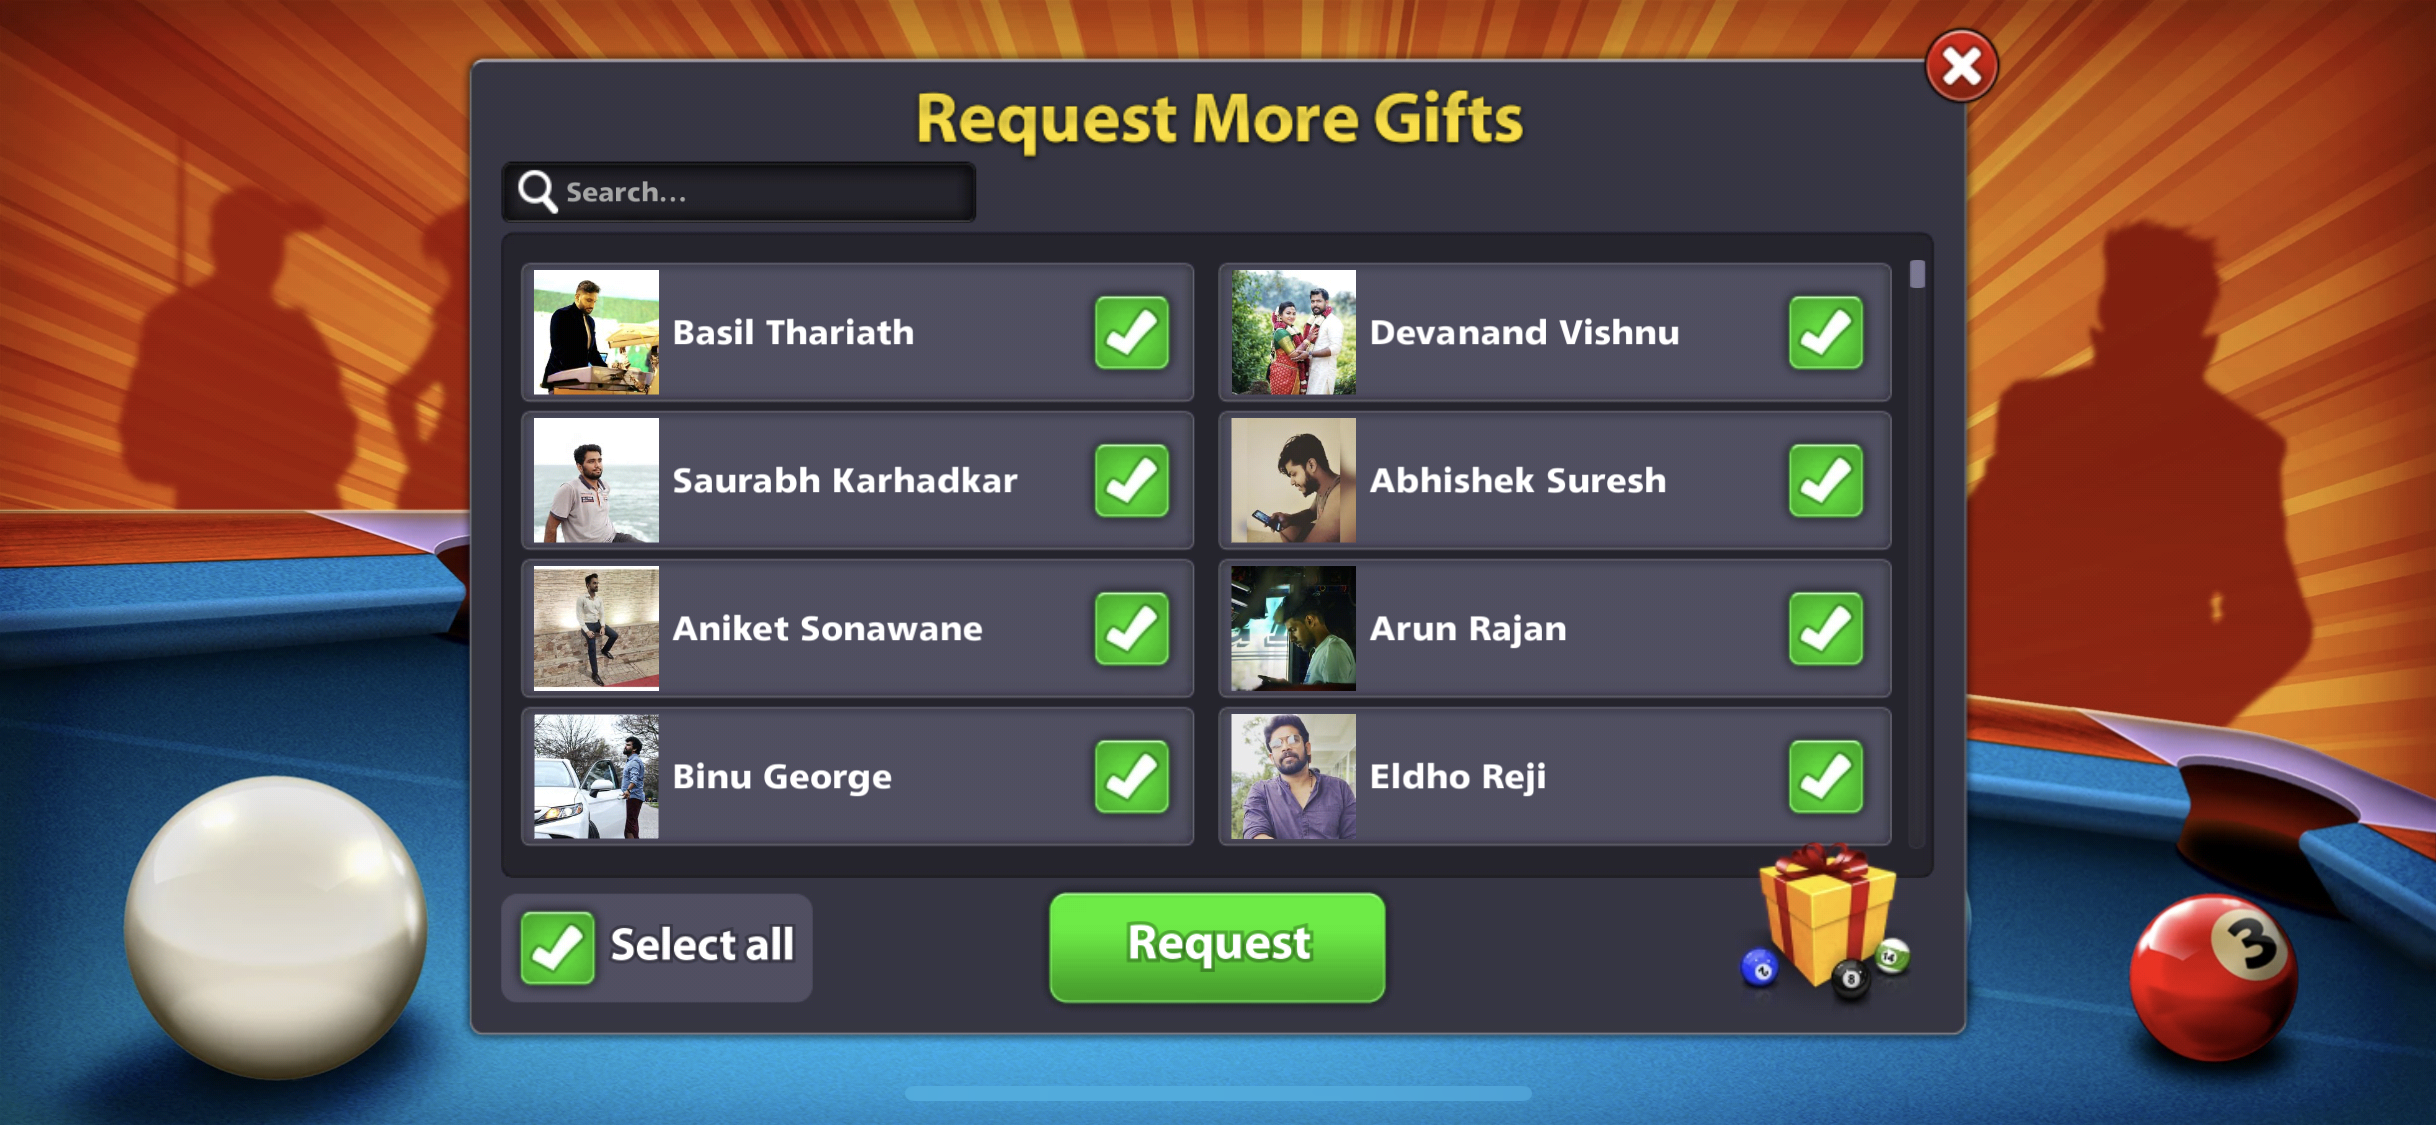 Request More Gifts
Search...
Basil Thariath
Devanand Vishnu
Saurabh Karhadkar
Abhishek Suresh
Aniket Sonawane
Arun Rajan
Binu George
Eldho Reji
Select all
Request
2
8
14
3